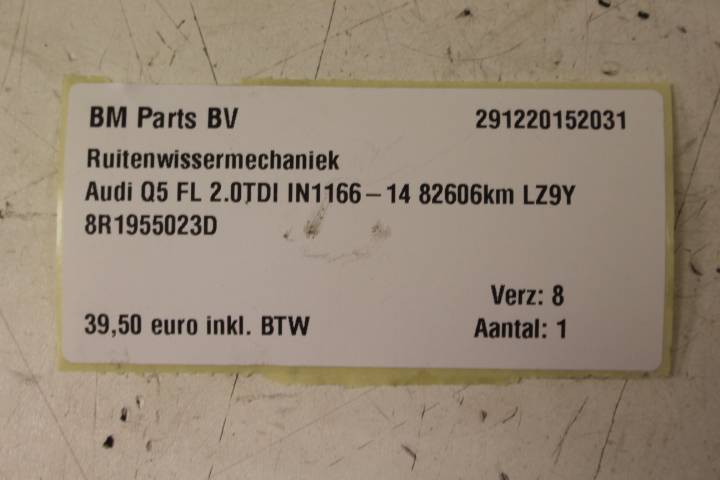 BM Parts BV 291220152031
Ruitenwissermechaniek
Audi Q5 FL 2.0TDI IN1166-14 82606km LZ9Y
8R1955023D
Verz: 8
39,50 euro inkl. BTW Aantal: 1